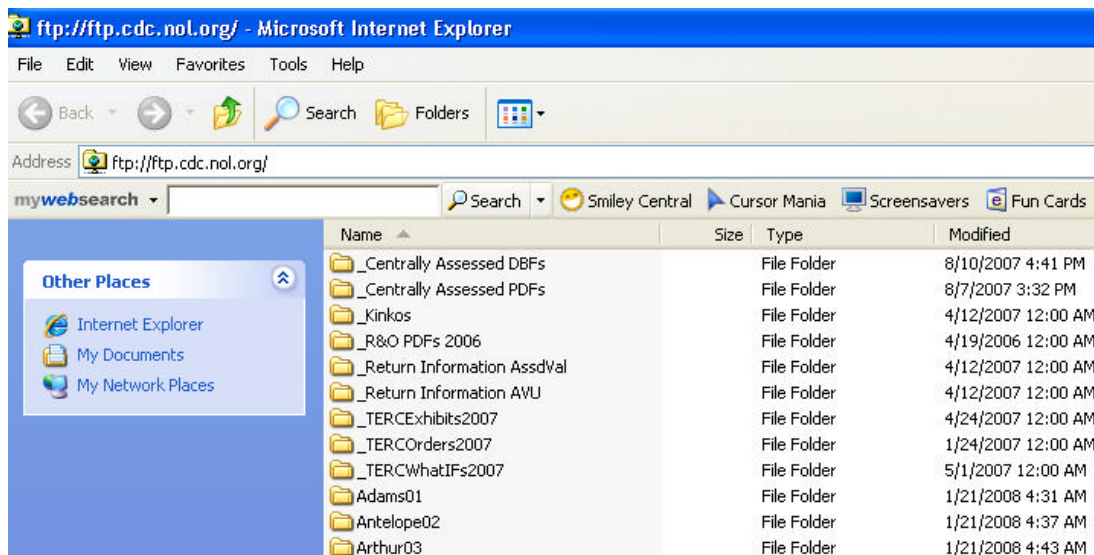 ftp://ftp.cdc.nol.org/ - Microsoft Internet Explorer
File Edit View Favorites Tools Help
Back Search Folders
Address ftp://ftp.cdc.nol.org/
mywebsearch Search Smiley Central Cursor Mania Screensavers Fun Cards
Name Size Type Modified
Other Places
Internet Explorer
My Documents
My Network Places
_Centrally Assessed DBFs File Folder 8/10/2007 4:41 PM
_Centrally Assessed PDFs File Folder 8/7/2007 3:32 PM
_Kinkos File Folder 4/12/2007 12:00 AM
_R&O PDFs 2006 File Folder 4/19/2006 12:00 AM
_Return Information AssdVal File Folder 4/12/2007 12:00 AM
_Return Information AVU File Folder 4/12/2007 12:00 AM
_TERCExhibits2007 File Folder 4/24/2007 12:00 AM
_TERCOrders2007 File Folder 1/24/2007 12:00 AM
_TERCWhatIFs2007 File Folder 5/1/2007 12:00 AM
Adams01 File Folder 1/21/2008 4:31 AM
Antelope02 File Folder 1/21/2008 4:37 AM
Arthur03 File Folder 1/21/2008 4:43 AM